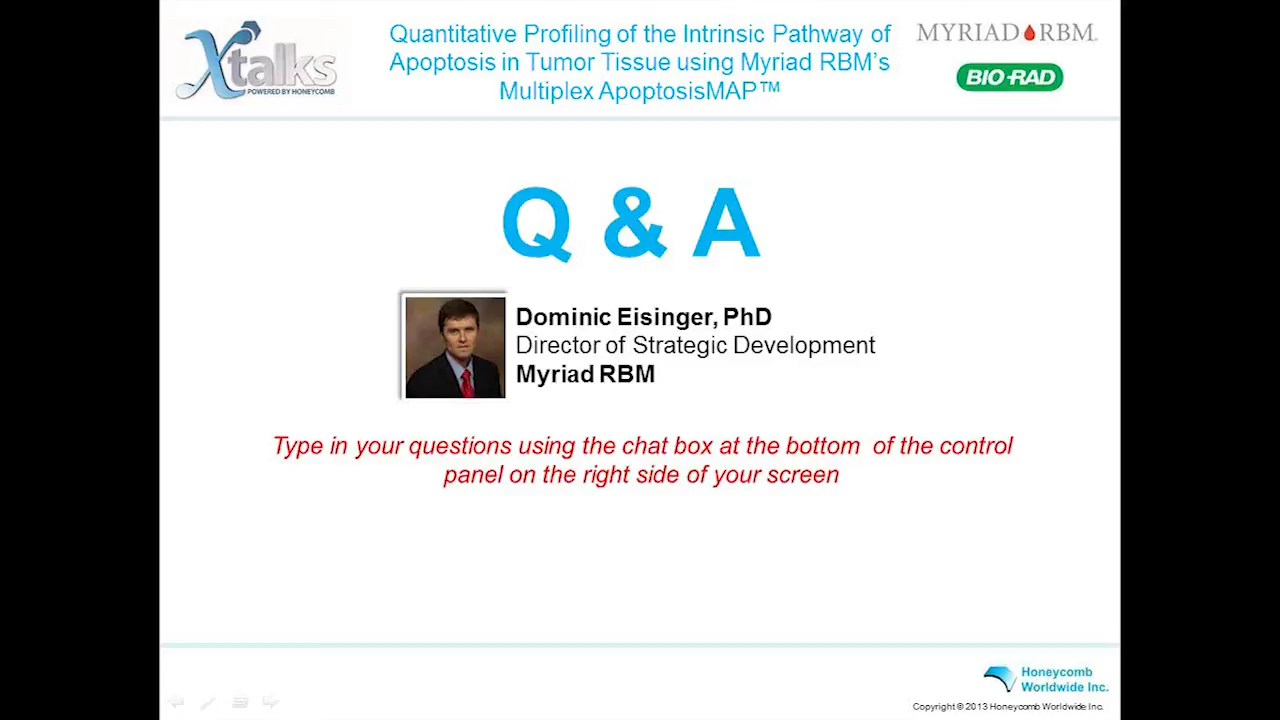 Xtalks
POWERED BY HONEYCOMB
Quantitative Profiling of the Intrinsic Pathway of
Apoptosis in Tumor Tissue using Myriad RBM's
Multiplex ApoptosisMAP™
MYRIAD RBM
BIO-RAD
Q & A
Dominic Eisinger, PhD
Director of Strategic Development
Myriad RBM
Type in your questions using the chat box at the bottom of the control
panel on the right side of your screen
Honeycomb
Worldwide Inc.
Copyright © 2013 Honeycomb Worldwide Inc.